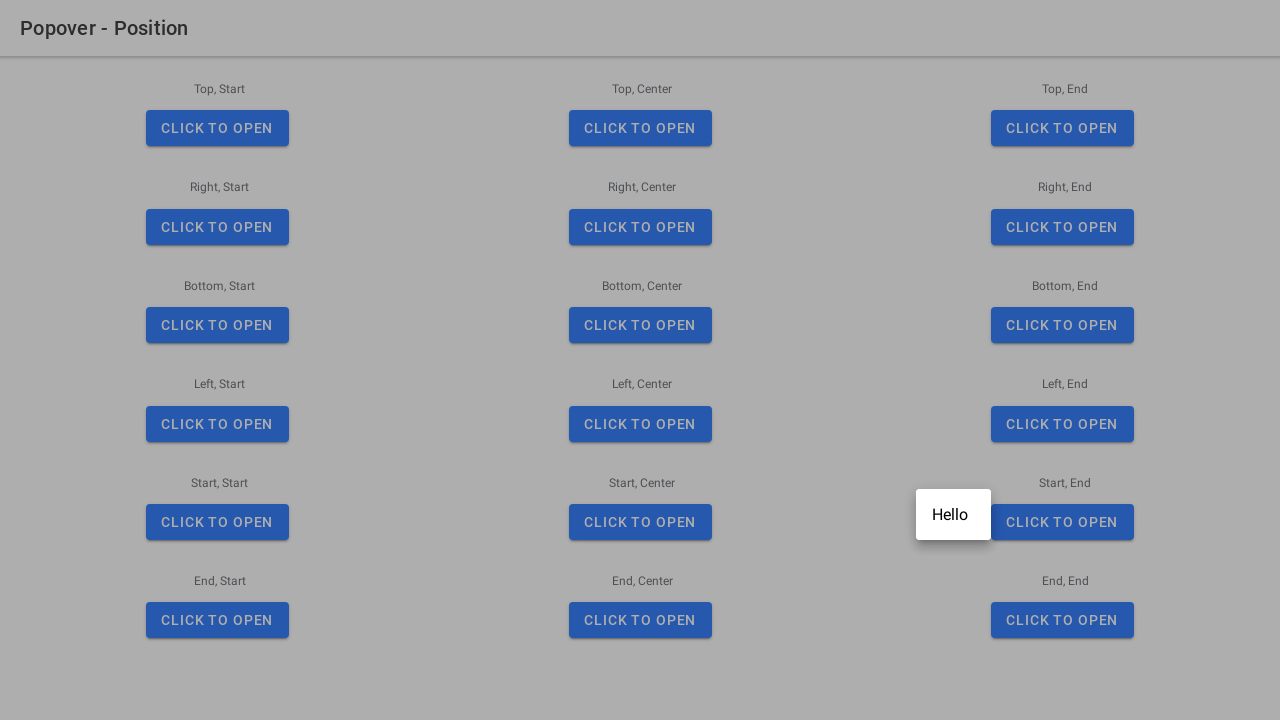 Popover - Position
Top, Start
Top, Center
Top, End
CLICK TO OPEN
CLICK TO OPEN
CLICK TO OPEN
Right, Start
Right, Center
Right, End
CLICK TO OPEN
CLICK TO OPEN
CLICK TO OPEN
Bottom, Start
Bottom, Center
Bottom, End
CLICK TO OPEN
CLICK TO OPEN
CLICK TO OPEN
Left, Start
Left, Center
Left, End
CLICK TO OPEN
CLICK TO OPEN
CLICK TO OPEN
Start, Start
Start, Center
Start, End
CLICK TO OPEN
CLICK TO OPEN
Hello
CLICK TO OPEN
End, Start
End, Center
End, End
CLICK TO OPEN
CLICK TO OPEN
CLICK TO OPEN